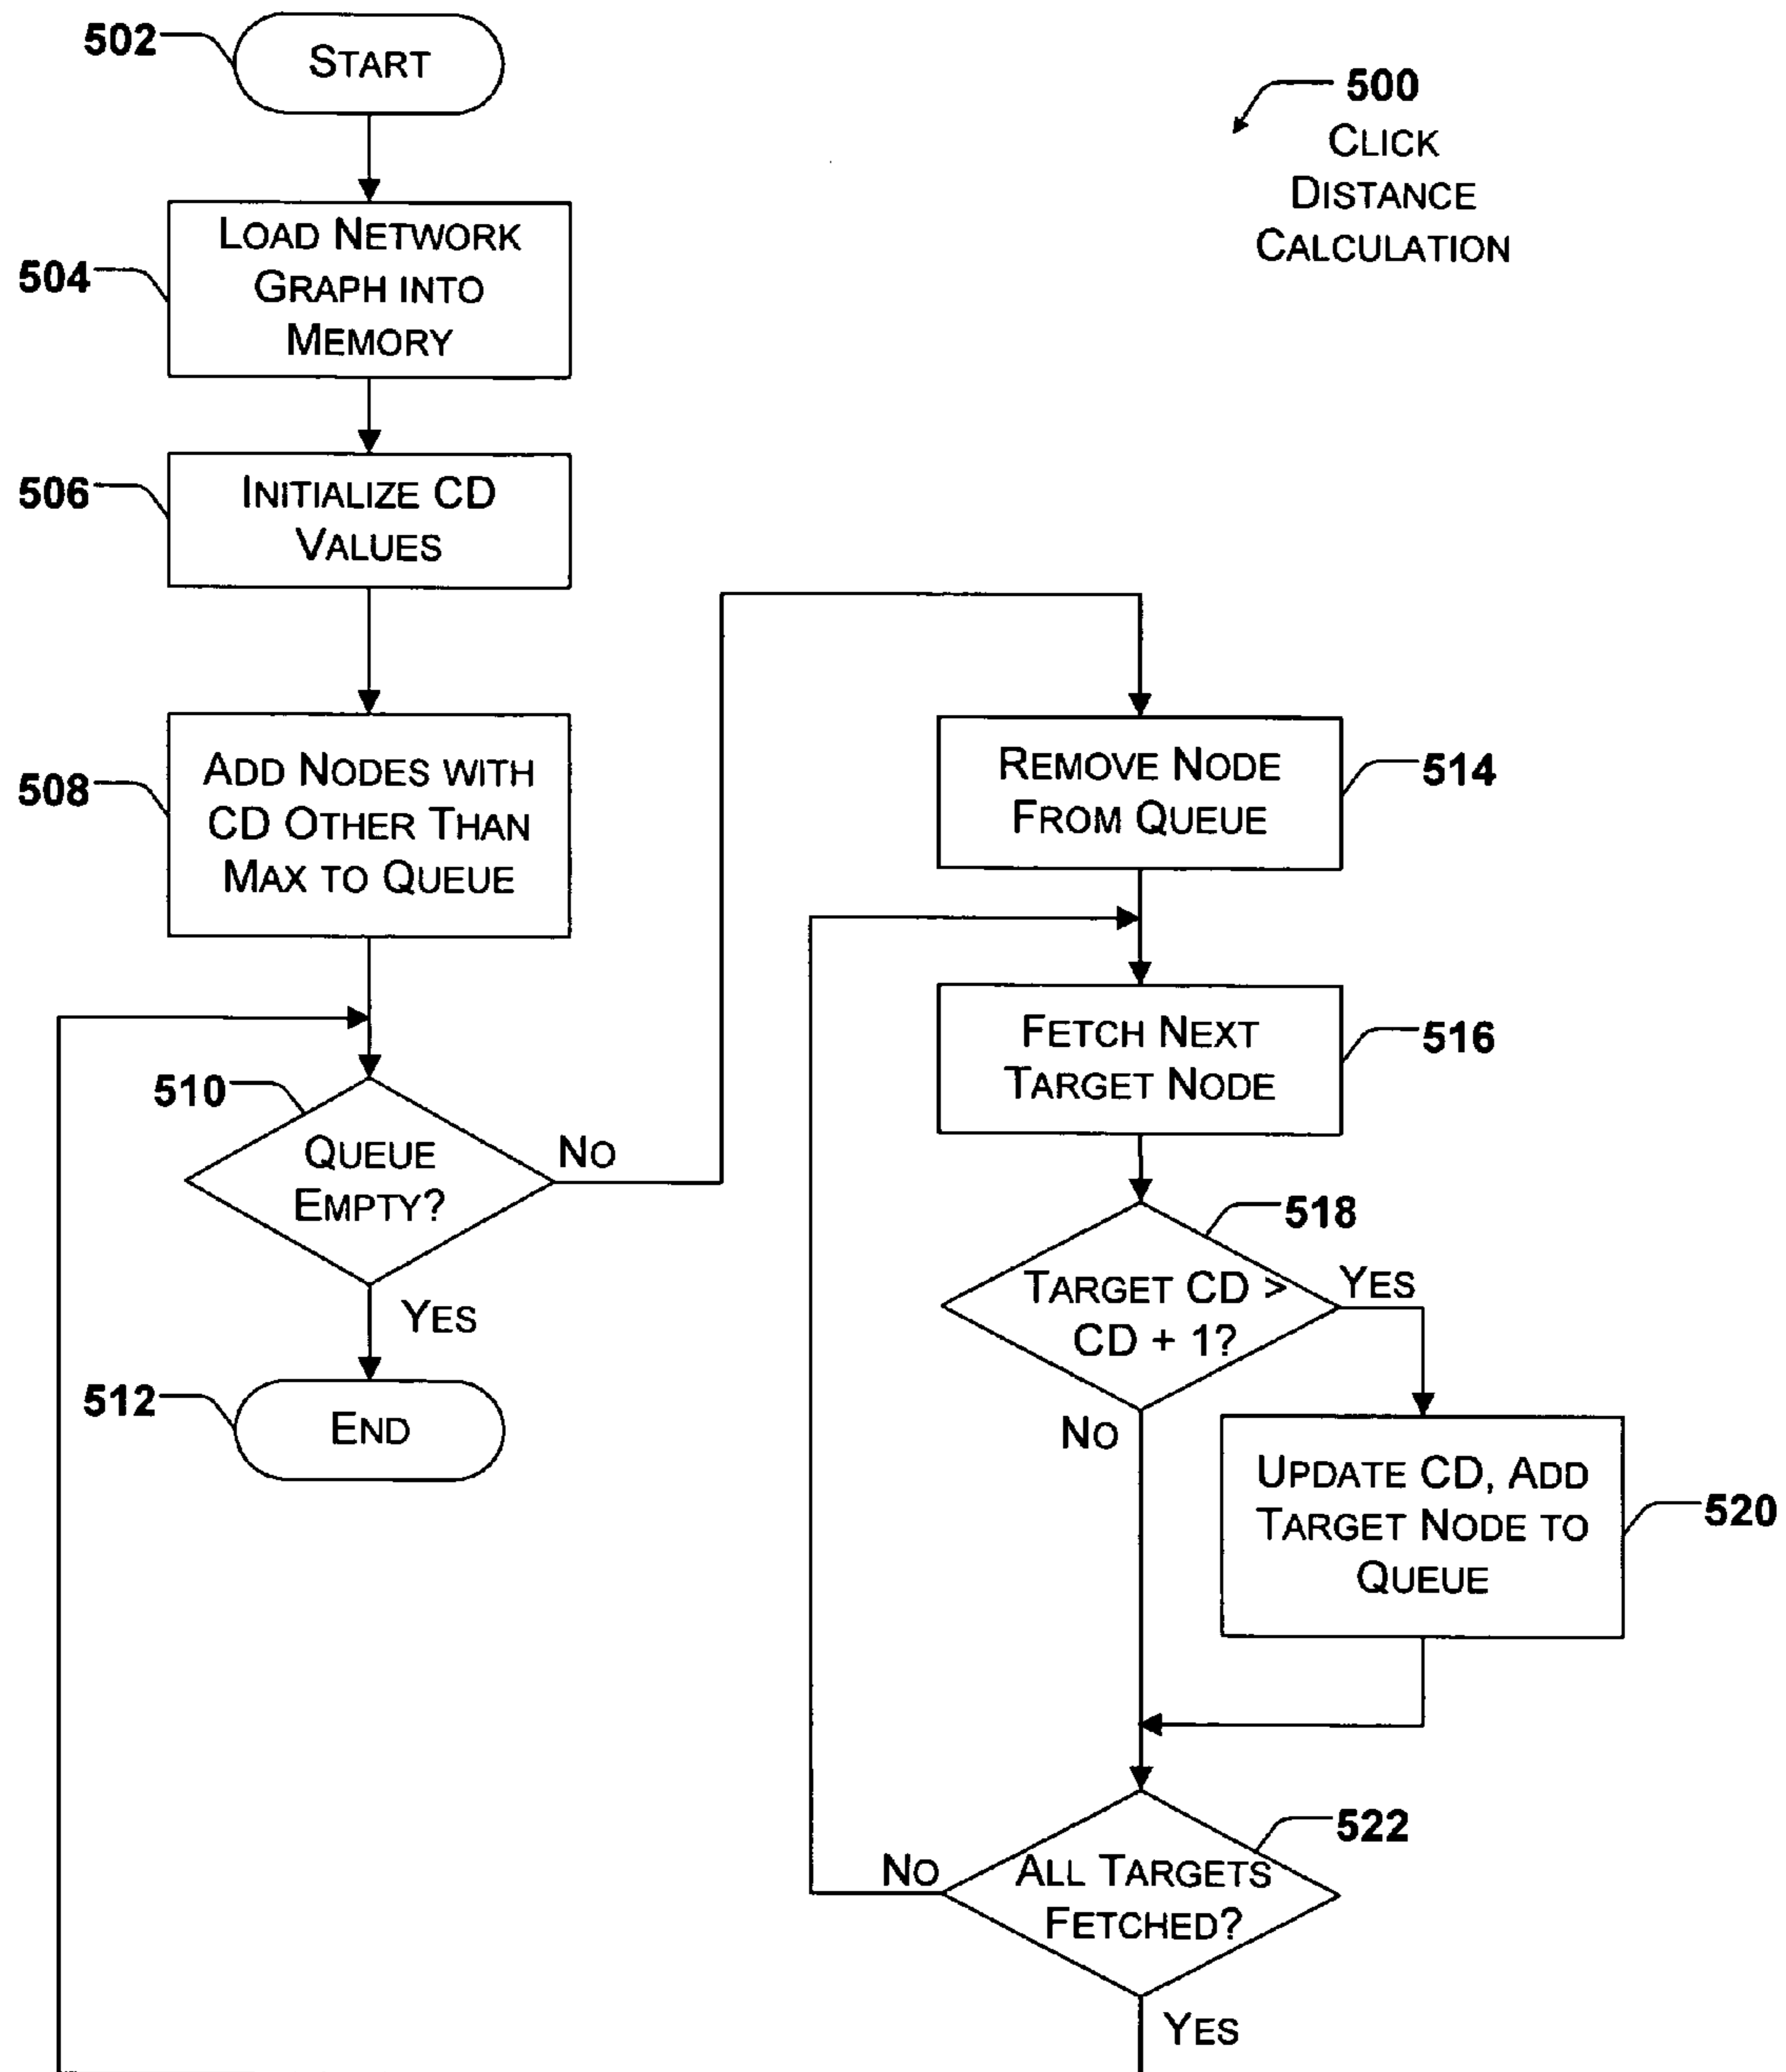 502
START
500
CLICK
DISTANCE
CALCULATION
504
LOAD NETWORK
GRAPH INTO
MEMORY
506
INITIALIZE CD
VALUES
508
ADD NODES WITH
CD OTHER THAN
MAX TO QUEUE
510
QUEUE
EMPTY?
NO
YES
512
END
REMOVE NODE
FROM QUEUE
514
FETCH NEXT
TARGET NODE
516
518
TARGET CD >
CD + 1?
YES
NO
UPDATE CD, ADD
TARGET NODE TO
QUEUE
520
522
ALL TARGETS
FETCHED?
NO
YES